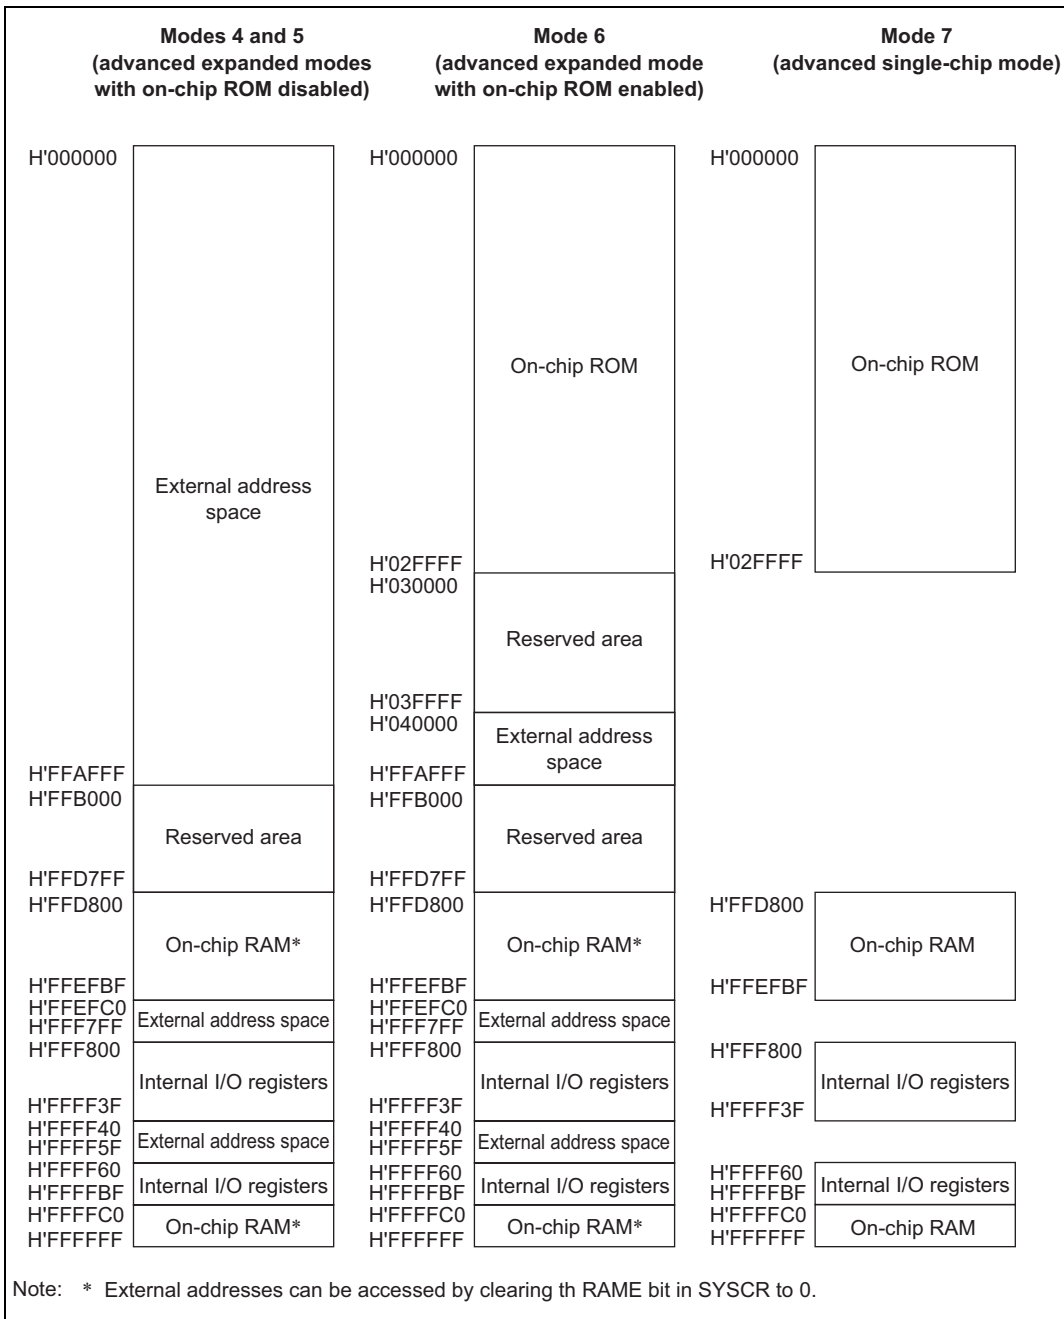 Modes 4 and 5
(advanced expanded modes
with on-chip ROM disabled)
H'000000
External address
space
H'FFAFFF
H'FFB000
Reserved area
H'FFD7FF
H'FFD800
On-chip RAM*
H'FFEFBF
H'FFEFC0
External address space
H'FFF7FF
H'FFF800
Internal I/O registers
H'FFFF3F
H'FFFF40
External address space
H'FFFF5F
H'FFFF60
Internal I/O registers
H'FFFFBF
H'FFFFC0
On-chip RAM*
H'FFFFFF
Mode 6
(advanced expanded mode
with on-chip ROM enabled)
H'000000
On-chip ROM
H'02FFFF
H'030000
Reserved area
H'03FFFF
H'040000
External address
space
H'FFAFFF
H'FFB000
Reserved area
H'FFD7FF
H'FFD800
On-chip RAM*
H'FFEFBF
H'FFEFC0
External address space
H'FFF7FF
H'FFF800
Internal I/O registers
H'FFFF3F
H'FFFF40
External address space
H'FFFF5F
H'FFFF60
Internal I/O registers
H'FFFFBF
H'FFFFC0
On-chip RAM*
H'FFFFFF
Mode 7
(advanced single-chip mode)
H'000000
On-chip ROM
H'02FFFF
H'FFD800
On-chip RAM
H'FFEFBF
H'FFF800
Internal I/O registers
H'FFFF3F
H'FFFF60
Internal I/O registers
H'FFFFBF
H'FFFFC0
On-chip RAM
H'FFFFFF
Note: * External addresses can be accessed by clearing th RAME bit in SYSCR to 0.